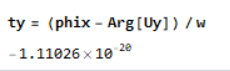 ty = (phix - Arg[Uy]) / w
-1.11026 × 10^-20